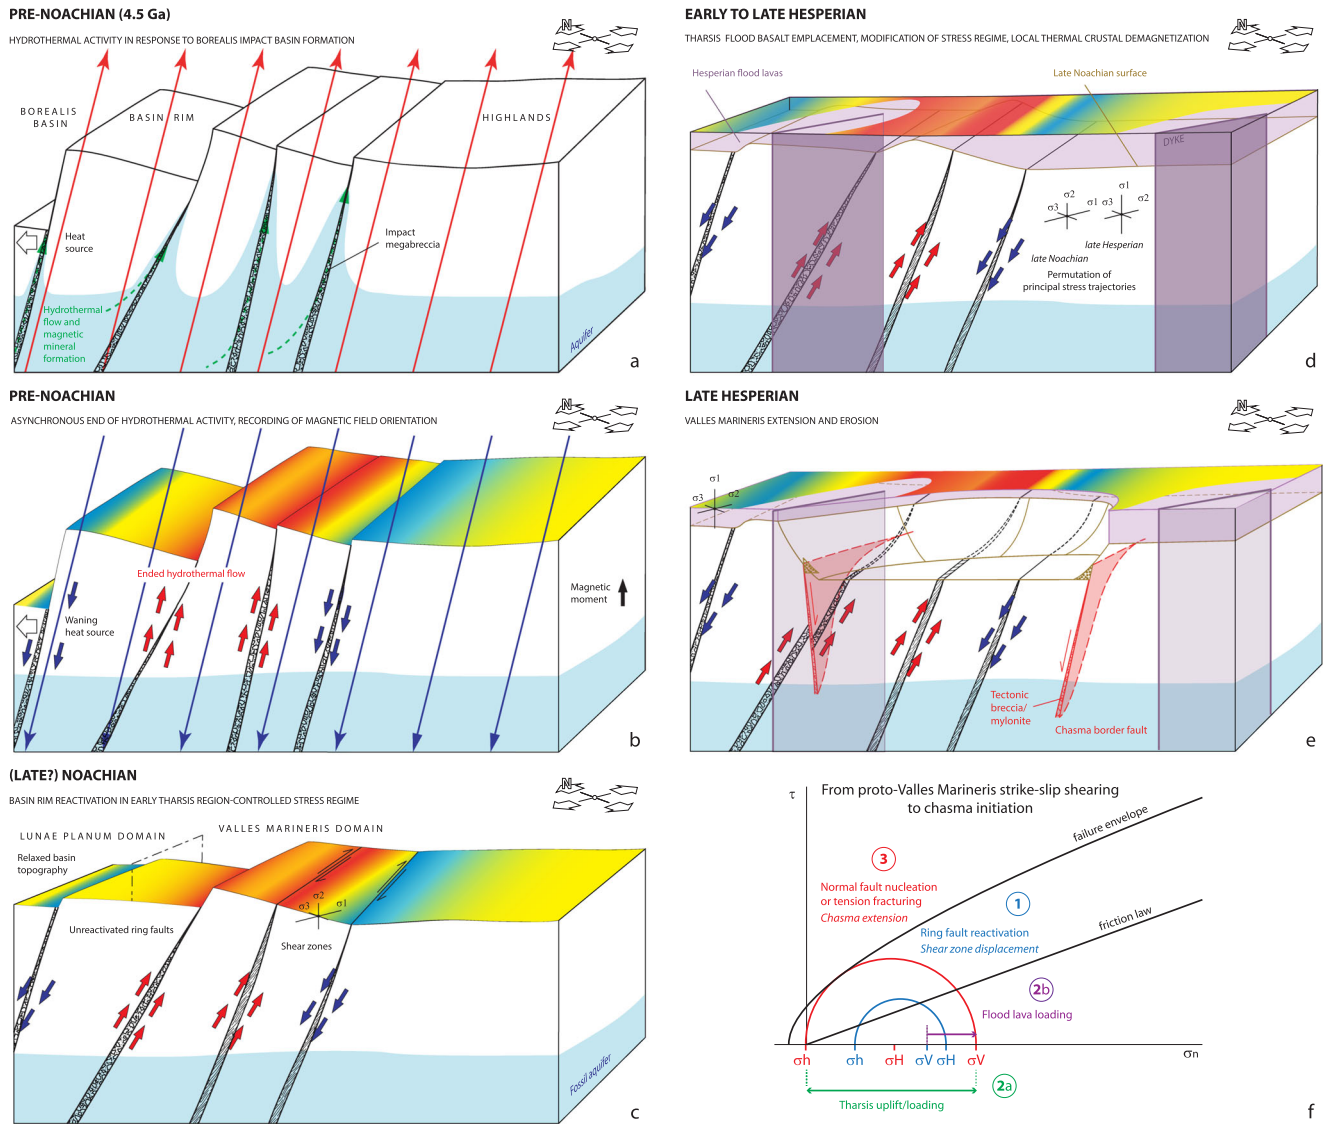 PRE-NOACHIAN (4.5 Ga)
HYDROTHERMAL ACTIVITY IN RESPONSE TO BOREALIS IMPACT BASIN FORMATION
N
BOREALIS
BASIN
BASIN RIM
HIGHLANDS
Heat
source
Impact
megabreccia
Hydrothermal
flow and
magnetic
mineral
formation
Aquifer
a
PRE-NOACHIAN
ASYNCHRONOUS END OF HYDROTHERMAL ACTIVITY, RECORDING OF MAGNETIC FIELD ORIENTATION
N
Ended hydrothermal flow
Magnetic
moment
Waning
heat source
b
(LATE?) NOACHIAN
BASIN RIM REACTIVATION IN EARLY THARSIS REGION-CONTROLLED STRESS REGIME
N
LUNAE PLANUM DOMAIN
VALLES MARINERIS DOMAIN
Relaxed basin
topography
σ2
σ3 σ1
Unreactivated ring faults
Shear zones
Fossil aquifer
c
EARLY TO LATE HESPERIAN
THARSIS FLOOD BASALT EMPLACEMENT, MODIFICATION OF STRESS REGIME, LOCAL THERMAL CRUSTAL DEMAGNETIZATION
N
Hesperian flood lavas
Late Noachian surface
DYKE
σ1
σ2
σ3 σ1 σ3 σ2
late Hesperian
late Noachian
Permutation of
principal stress trajectories
d
LATE HESPERIAN
VALLES MARINERIS EXTENSION AND EROSION
N
σ1
σ3 σ2
Tectonic
breccia/
mylonite
Chasma border fault
e
τ
From proto-Valles Marineris strike-slip shearing
to chasma initiation
failure envelope
3
Normal fault nucleation
or tension fracturing
Chasma extension
1
Ring fault reactivation
Shear zone displacement
friction law
2b
Flood lava loading
σh σh σH σV σH σV σn
2a
Tharsis uplift/loading
f